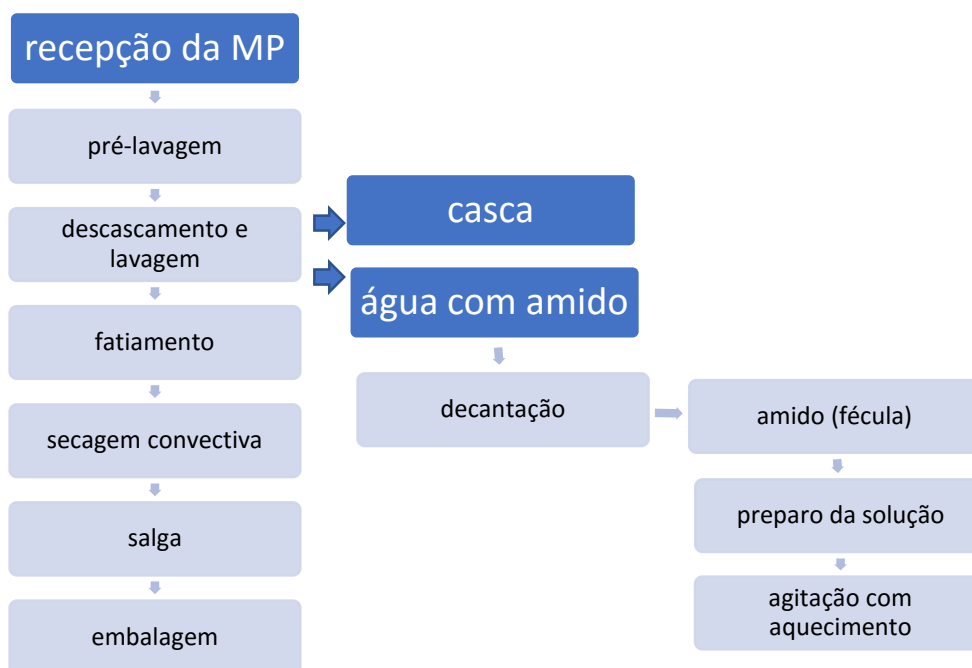 recepção da MP
pré-lavagem
descascamento e
lavagem
fatiamento
secagem convectiva
salga
embalagem
casca
água com amido
decantação
amido (fécula)
preparo da solução
agitação com
aquecimento